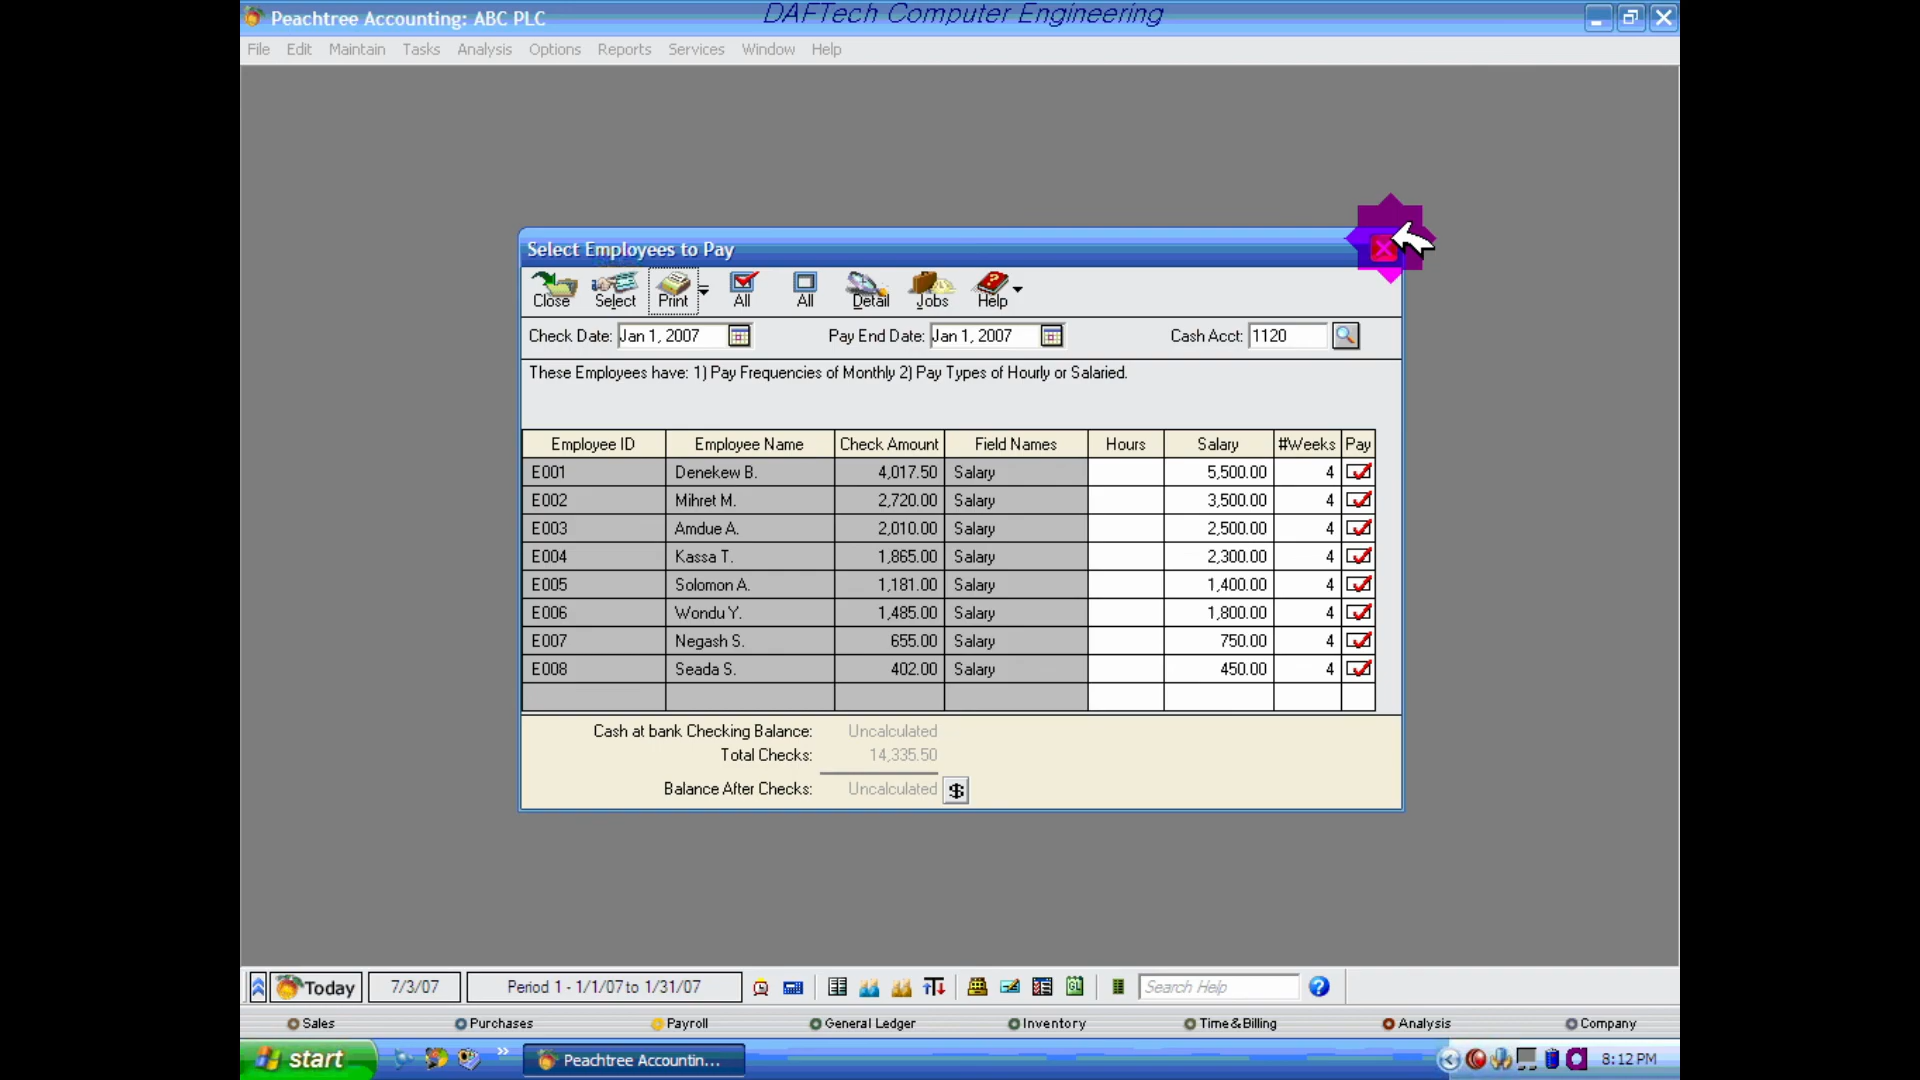 Peachtree Accounting: ABC PLC
DAFTech Computer Engineering
File Edit Maintain Tasks Analysis Options Reports Services Window Help
Select Employees to Pay
Close Select Print All All Detail Jobs Help
Check Date: Jan 1, 2007 Pay End Date: Jan 1, 2007 Cash Acct: 1120
These Employees have: 1) Pay Frequencies of Monthly 2) Pay Types of Hourly or Salaried.
Employee ID Employee Name Check Amount Field Names Hours Salary #Weeks Pay
E001 Denekew B. 4,017.50 Salary 5,500.00 4
E002 Mihret M. 2,720.00 Salary 3,500.00 4
E003 Amdue A. 2,010.00 Salary 2,500.00 4
E004 Kassa T. 1,865.00 Salary 2,300.00 4
E005 Solomon A. 1,181.00 Salary 1,400.00 4
E006 Wondu Y. 1,485.00 Salary 1,800.00 4
E007 Negash S. 655.00 Salary 750.00 4
E008 Seada S. 402.00 Salary 450.00 4
Cash at bank Checking Balance: Uncalculated
Total Checks: 14,335.50
Balance After Checks: Uncalculated $
Today 7/3/07 Period 1 - 1/1/07 to 1/31/07 Search Help
Sales Purchases Payroll General Ledger Inventory Time & Billing Analysis Company
start Peachtree Accountin... 8:12 PM